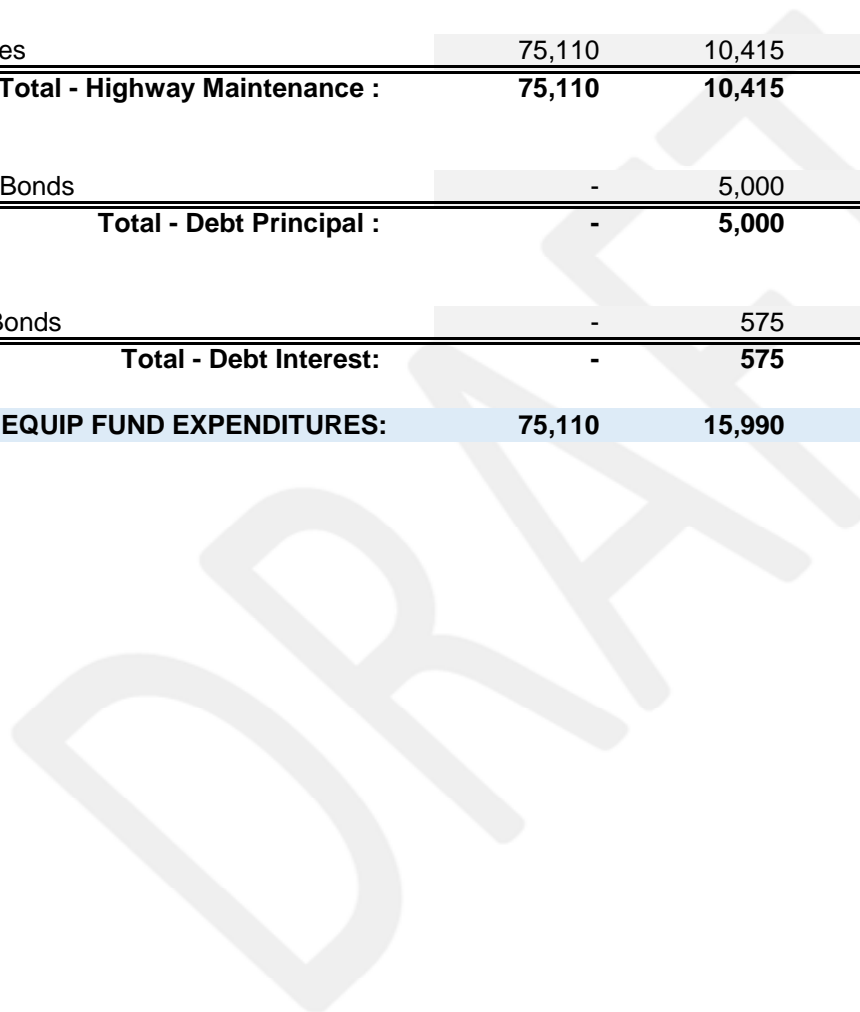 es 75,110 10,415
Total - Highway Maintenance : 75,110 10,415
Bonds - 5,000
Total - Debt Principal : - 5,000
Bonds - 575
Total - Debt Interest: - 575
EQUIP FUND EXPENDITURES: 75,110 15,990
DRAFT